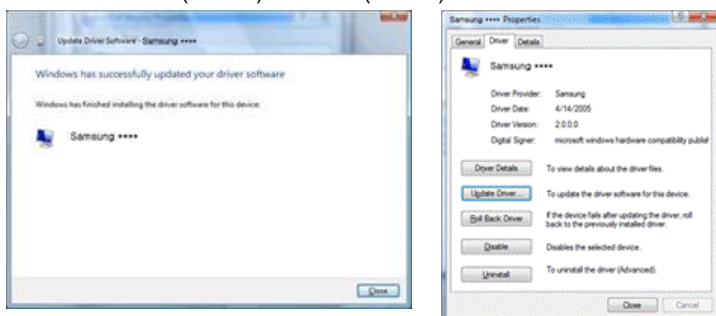 Update Driver Software - Samsung ****
Windows has successfully updated your driver software
Windows has finished installing the driver software for this device:
Samsung ****
Close
Samsung **** Properties
General Driver Details
Samsung ****
Driver Provider: Samsung
Driver Date: 4/14/2005
Driver Version: 2.0.0.0
Digital Signer: microsoft windows hardware compatibility publis
Driver Details To view details about the driver files.
Update Driver... To update the driver software for this device.
Roll Back Driver If the device fails after updating the driver, roll
back to the previously installed driver.
Disable Disables the selected device.
Uninstall To uninstall the driver (Advanced).
Close Cancel